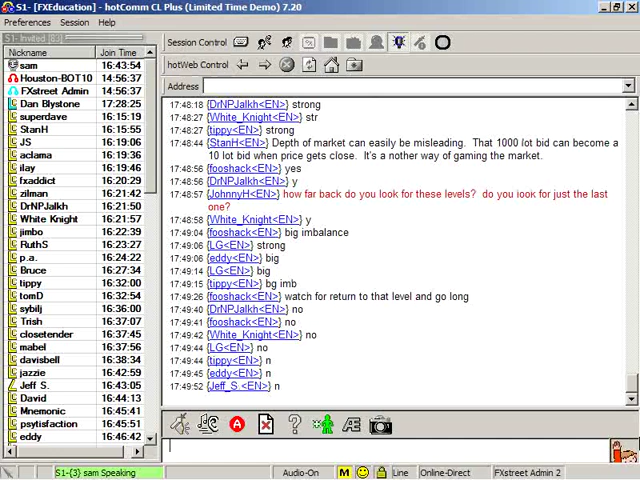 S1- [FXEducation] - hotComm CL Plus (Limited Time Demo) 7.20
Preferences Session Help
S1- Invited
Nickname Join Time
sam 16:43:54
Houston-BOT10 14:56:37
FXstreet Admin 14:56:37
Dan Blystone 17:28:25
superdave 16:15:19
StanH 16:15:55
JS 16:19:06
aclama 16:19:36
ilay 16:19:36
fxaddict 16:20:29
zilman 16:21:42
DrNPJalkh 16:21:50
White Knight 16:21:57
jimbo 16:22:39
RuthS 16:23:06
p.a. 16:24:22
Bruce 16:27:34
tippy 16:32:00
tomD 16:32:54
sybilj 16:36:00
Trish 16:37:07
closetender 16:37:45
mabel 16:37:56
davisbell 16:38:34
jazzie 16:42:33
Jeff S. 16:43:05
David 16:44:13
Mnemonic 16:45:41
psytisfaction 16:45:51
eddy 16:46:42
Session Control
hotWeb Control
Address
17:48:18 {DrNPJalkh<EN>} strong
17:48:27 {White_Knight<EN>} str
17:48:27 {tippy<EN>} strong
17:48:44 {StanH<EN>} Depth of market can easily be misleading. That 1000 lot bid can become a
10 lot bid when price gets close. It's a nother way of gaming the market.
17:48:56 {fooshack<EN>} yes
17:48:56 {DrNPJalkh<EN>} y
17:48:57 {JohnnyH<EN>} how far back do you look for these levels? do you look for just the last
one?
17:48:58 {White_Knight<EN>} y
17:49:04 {fooshack<EN>} big imbalance
17:49:06 {LG<EN>} strong
17:49:09 {eddy<EN>} big
17:49:14 {LG<EN>} big
17:49:15 {tippy<EN>} bg imb
17:49:26 {fooshack<EN>} watch for return to that level and go long
17:49:40 {DrNPJalkh<EN>} no
17:49:41 {fooshack<EN>} no
17:49:42 {White_Knight<EN>} no
17:49:44 {LG<EN>} no
17:49:44 {tippy<EN>} n
17:49:45 {eddy<EN>} n
17:49:52 {Jeff_S.<EN>} n
S1-{3} sam Speaking Audio-On M Line Online-Direct FXstreet Admin 2